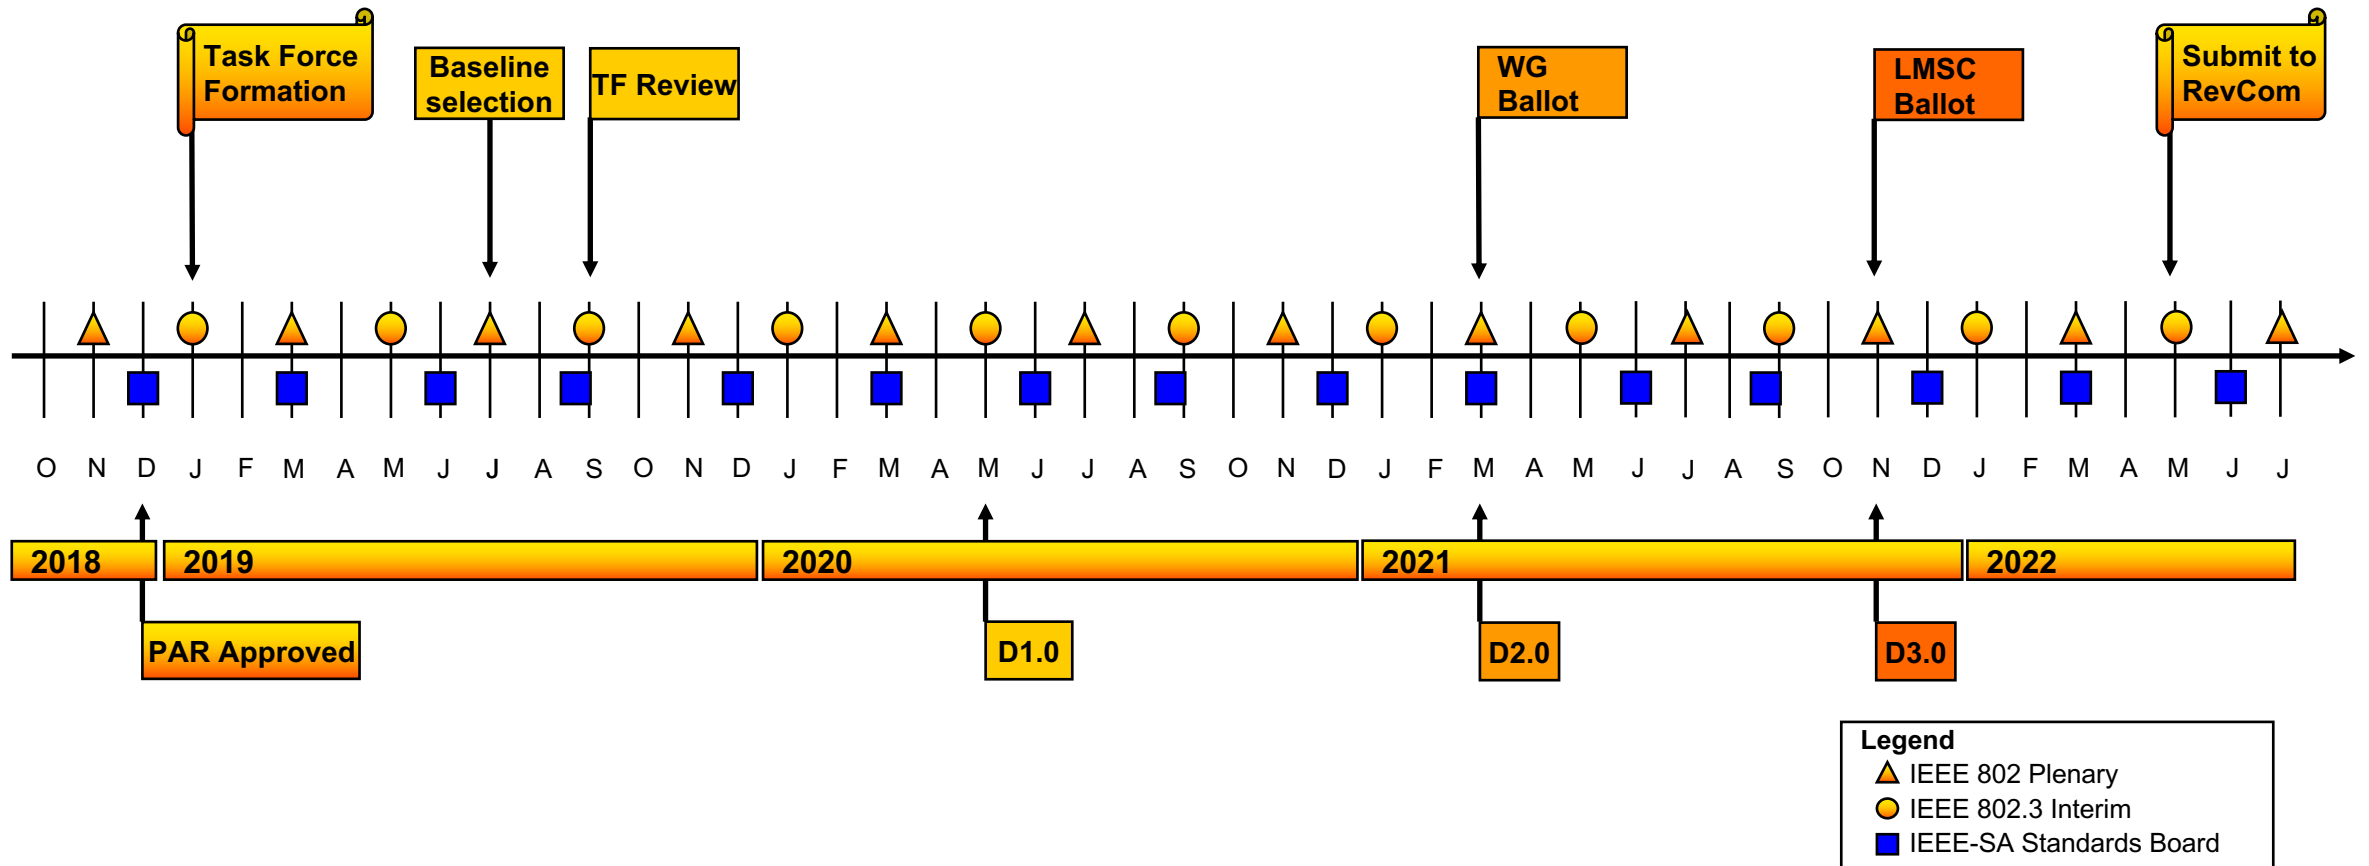 Task Force
Formation
Baseline
selection
TF Review
WG
Ballot
LMSC
Ballot
Submit to
RevCom
O N D J F M A M J J A S O N D J F M A M J J A S O N D J F M A M J J A S O N D J F M A M J J
2018 2019 2020 2021 2022
PAR Approved
D1.0
D2.0
D3.0
Legend
IEEE 802 Plenary
IEEE 802.3 Interim
IEEE-SA Standards Board